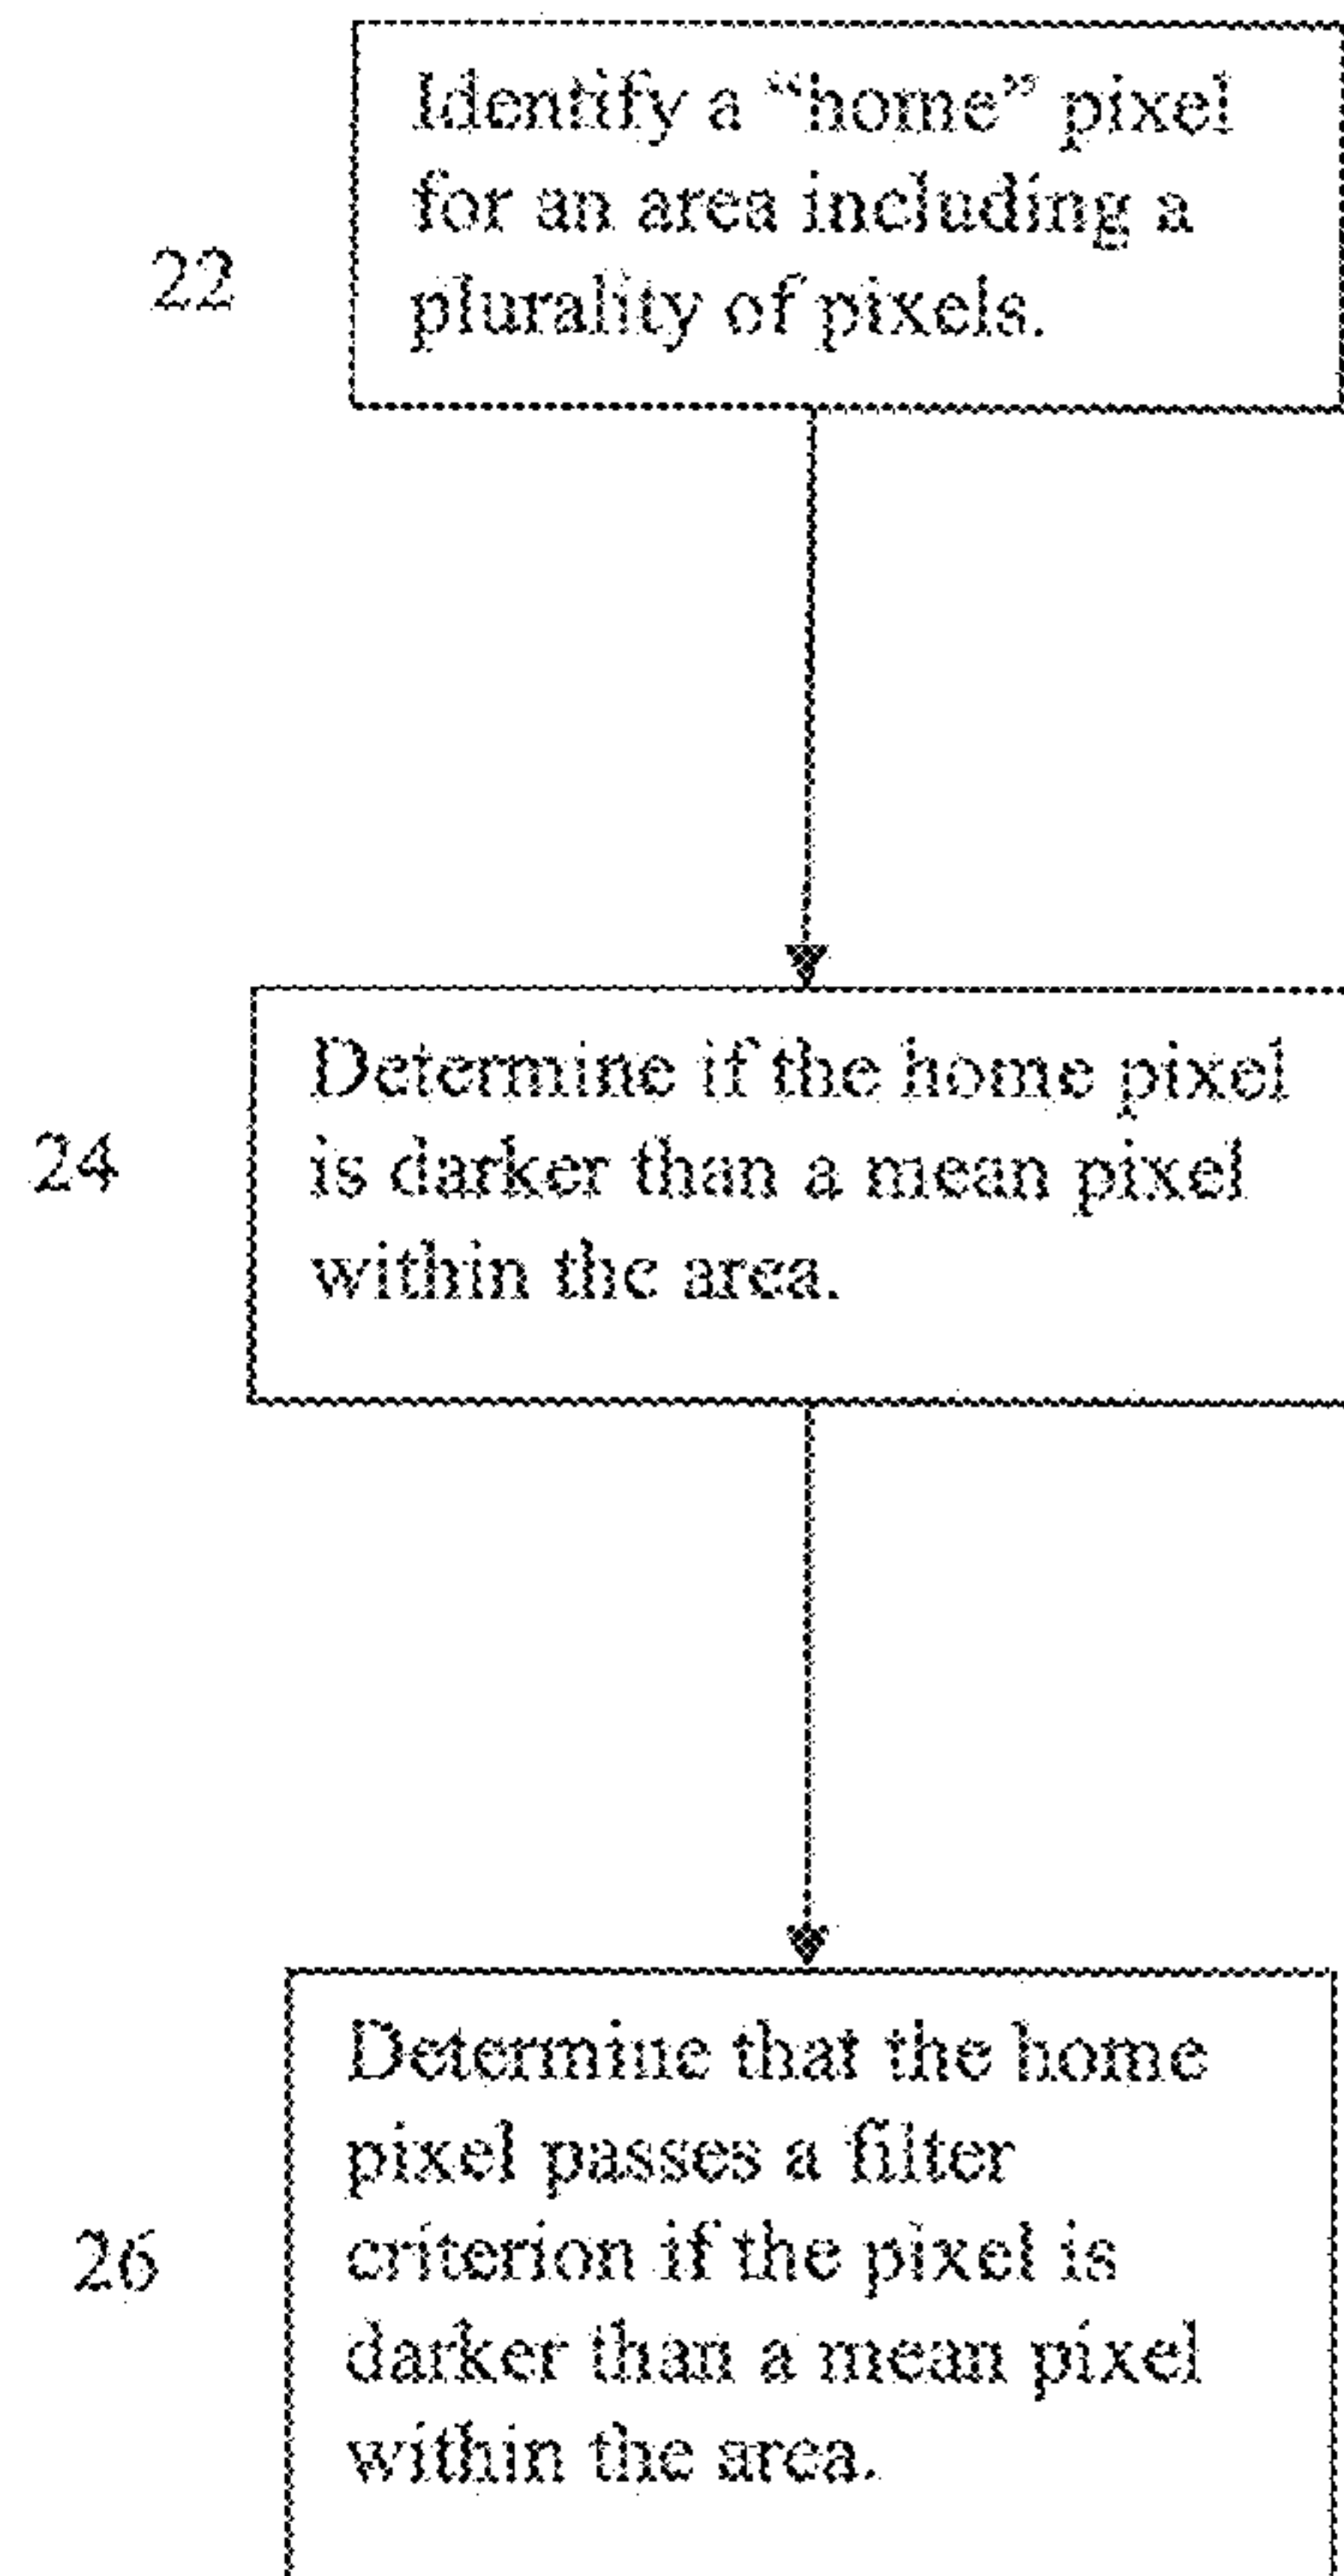 Identify a “home” pixel
for an area including a
plurality of pixels.
22
Determine if the home pixel
is darker than a mean pixel
within the area.
24
Determine that the home
pixel passes a filter
criterion if the pixel is
darker than a mean pixel
within the area.
26